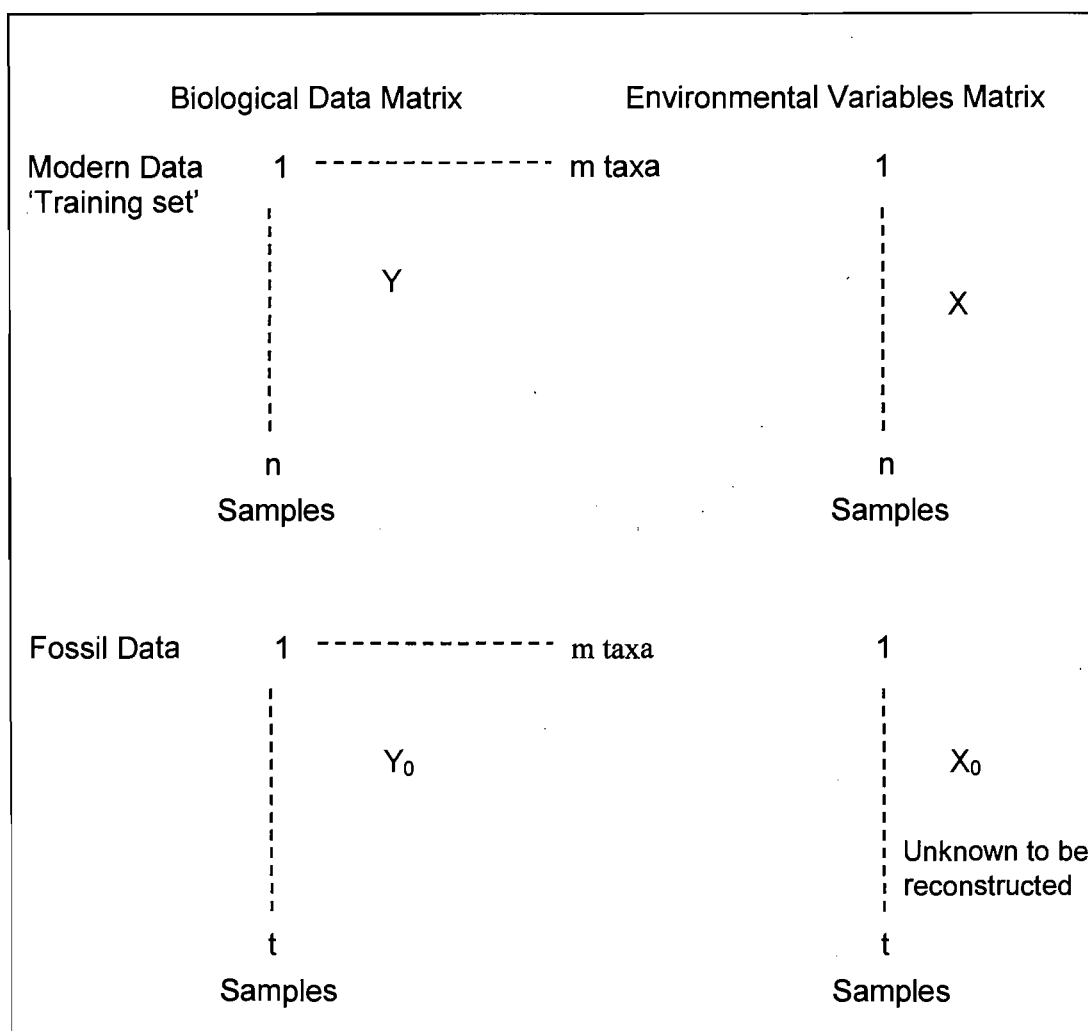 Biological Data Matrix Environmental Variables Matrix
Modern Data 1 m taxa 1
'Training set'
Y X
n n
Samples Samples
Fossil Data 1 m taxa 1
Y₀ X₀
Unknown to be
reconstructed
t t
Samples Samples